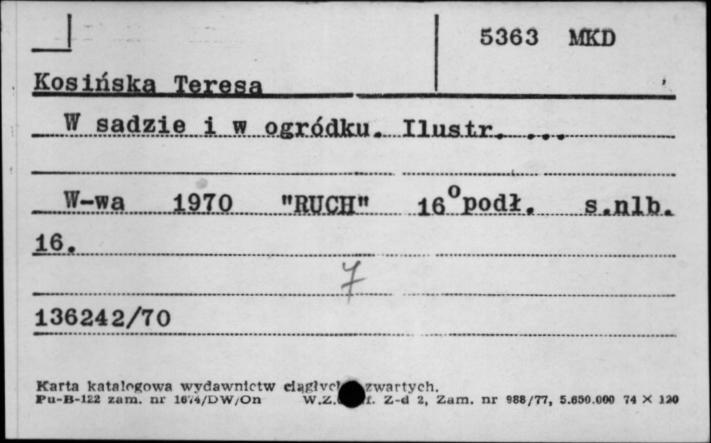 5363 MKD
Kosińska Teresa
W sadzie i w ogródku. Ilustr. ...
W-wa 1970 "RUCH" 16° podł. s.nlb.
16.
7
136242/70
Karta katalogowa wydawnictw ciągłych zwartych.
Pu-B-122 zam. nr 1674/DW/On W.Z. Z-d 2, Zam. nr 988/77, 5.650.000 74 × 120